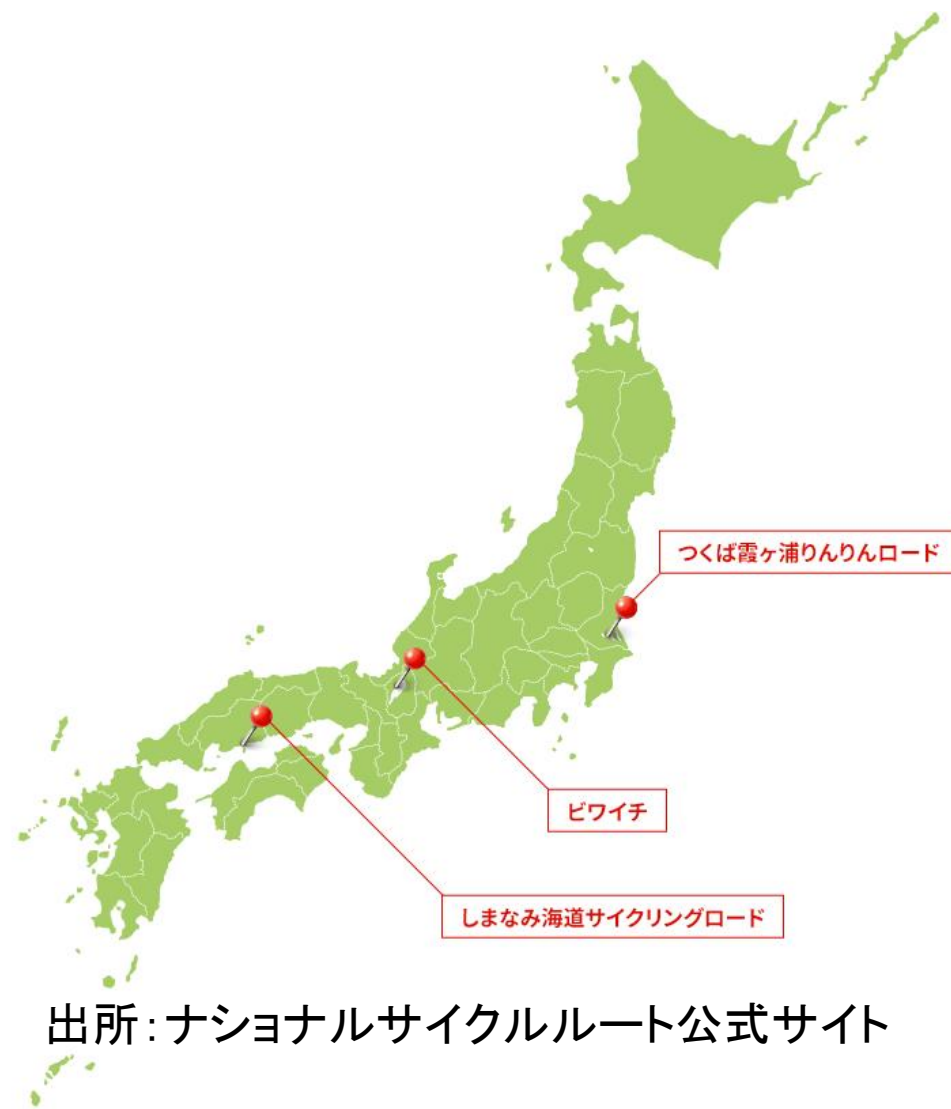 つくば霞ヶ浦りんりんロード
ビワイチ
しまなみ海道サイクリングロード
出所：ナショナルサイクルルート公式サイト